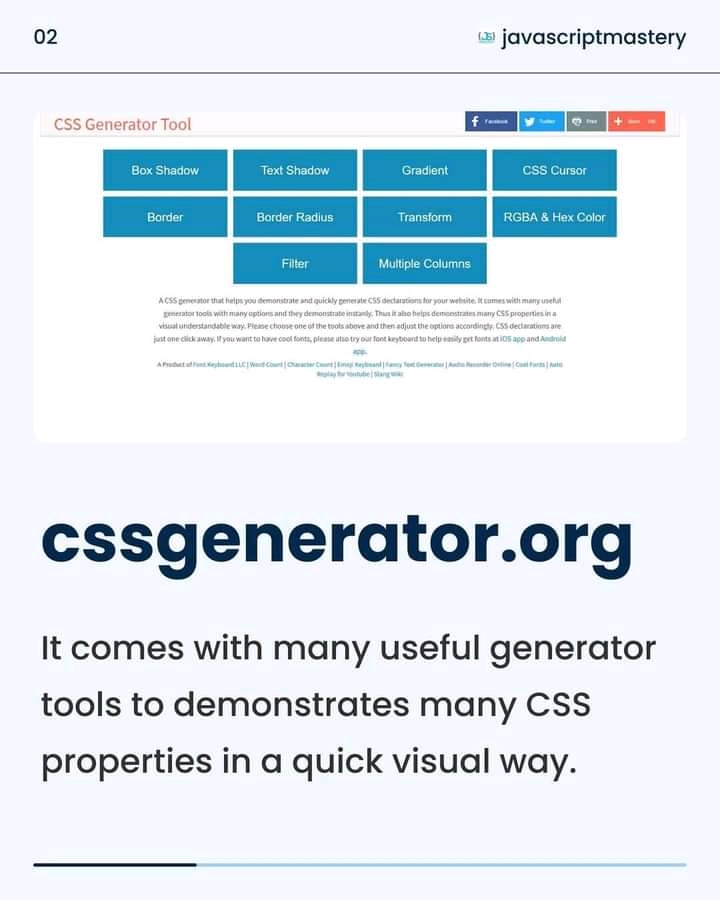 02
javascriptmastery
CSS Generator Tool
Facebook
Twitter
Print
Box Shadow
Text Shadow
Gradient
CSS Cursor
Border
Border Radius
Transform
RGBA & Hex Color
Filter
Multiple Columns
A CSS generator that helps you demonstrate and quickly generate CSS declarations for your website. It comes with many useful
generator tools with many options and they demonstrate instantly. Thus it also helps demonstrates many CSS properties in a
visual understandable way. Please choose one of the tools above and then adjust the options accordingly. CSS declarations are
just one click away. If you want to have cool fonts, please also try our font keyboard to help easily get fonts at iOS app and Android
app.
A Product of Font Keyboard LLC | Word Count | Character Count | Emoji Keyboard | Fancy Text Generator | Audio Recorder Online | Cool Fonts | Auto
Replay for Youtube | Slang Wiki
cssgenerator.org
It comes with many useful generator
tools to demonstrates many CSS
properties in a quick visual way.